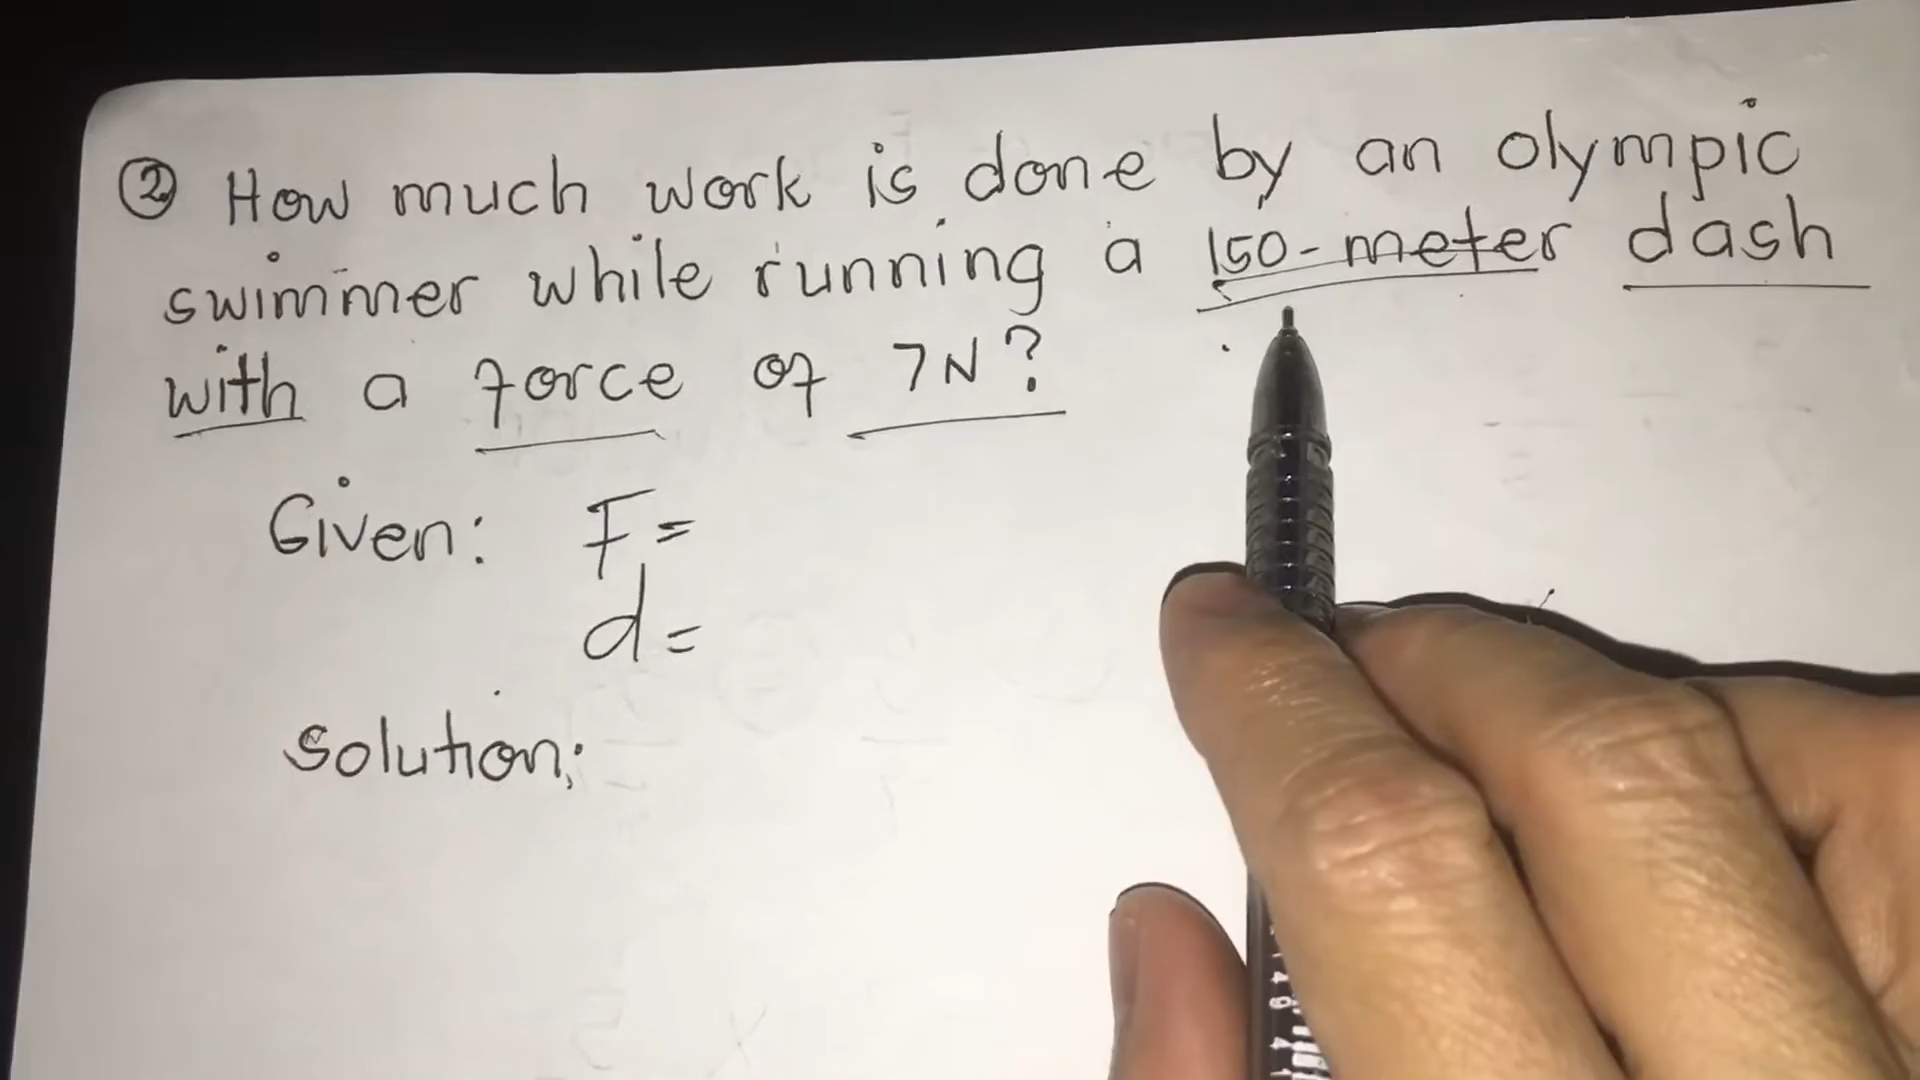 ② How much work is done by an olympic
swimmer while running a 150-meter dash
with a force of 7N?
Given: F=
d=
Solution: